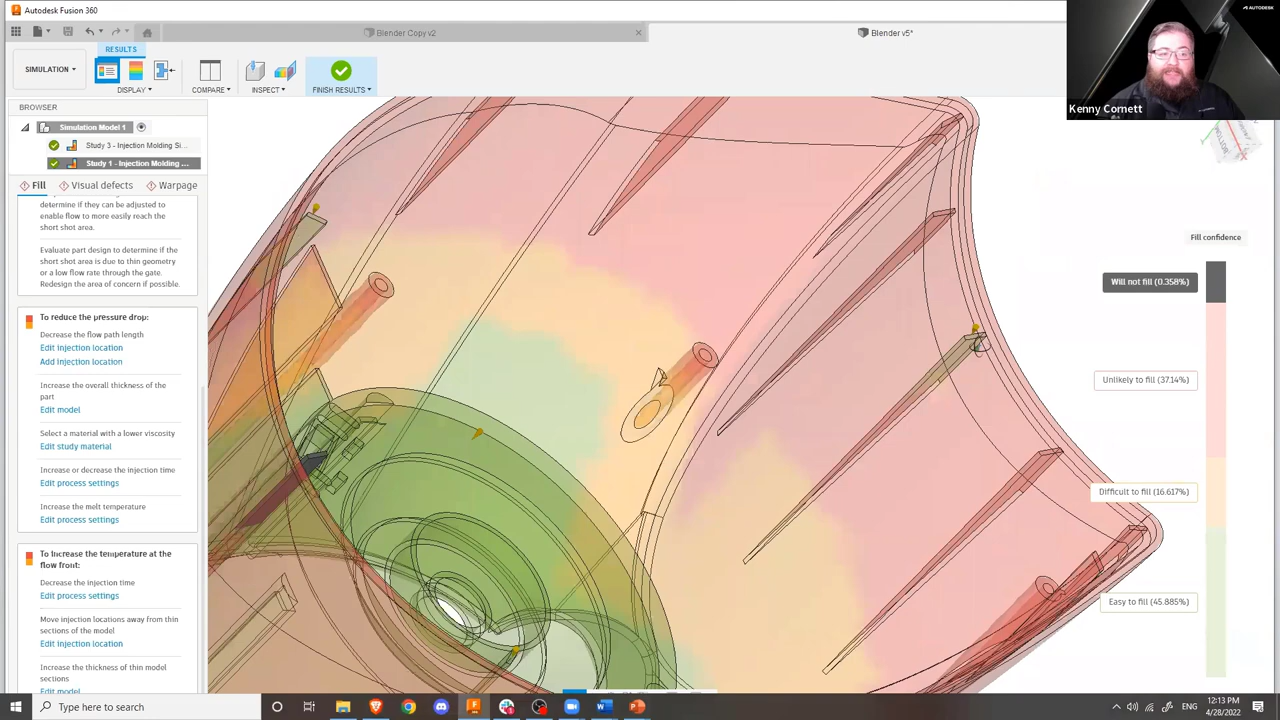 Autodesk Fusion 360
AUTODESK
Blender Copy v2
Blender v5*
RESULTS
SIMULATION
DISPLAY
COMPARE
INSPECT
FINISH RESULTS
Kenny Cornett
BROWSER
Simulation Model 1
Study 3 - Injection Molding Si...
Study 1 - Injection Molding ...
Fill
Visual defects
Warpage
determine if they can be adjusted to
enable flow to more easily reach the
short shot area.
Evaluate part design to determine if the
short shot area is due to thin geometry
or a low flow rate through the gate.
Redesign the area of concern if possible.
To reduce the pressure drop:
Decrease the flow path length
Edit injection location
Add injection location
Increase the overall thickness of the
part
Edit model
Select a material with a lower viscosity
Edit study material
Increase or decrease the injection time
Edit process settings
Increase the melt temperature
Edit process settings
To Increase the temperature at the
flow front:
Decrease the injection time
Edit process settings
Move injection locations away from thin
sections of the model
Edit injection location
Increase the thickness of thin model
sections
Edit model
BOTTOM
Fill confidence
Will not fill (0.358%)
Unlikely to fill (37.14%)
Difficult to fill (16.617%)
Easy to fill (45.885%)
Type here to search
ENG
12:13 PM
4/28/2022